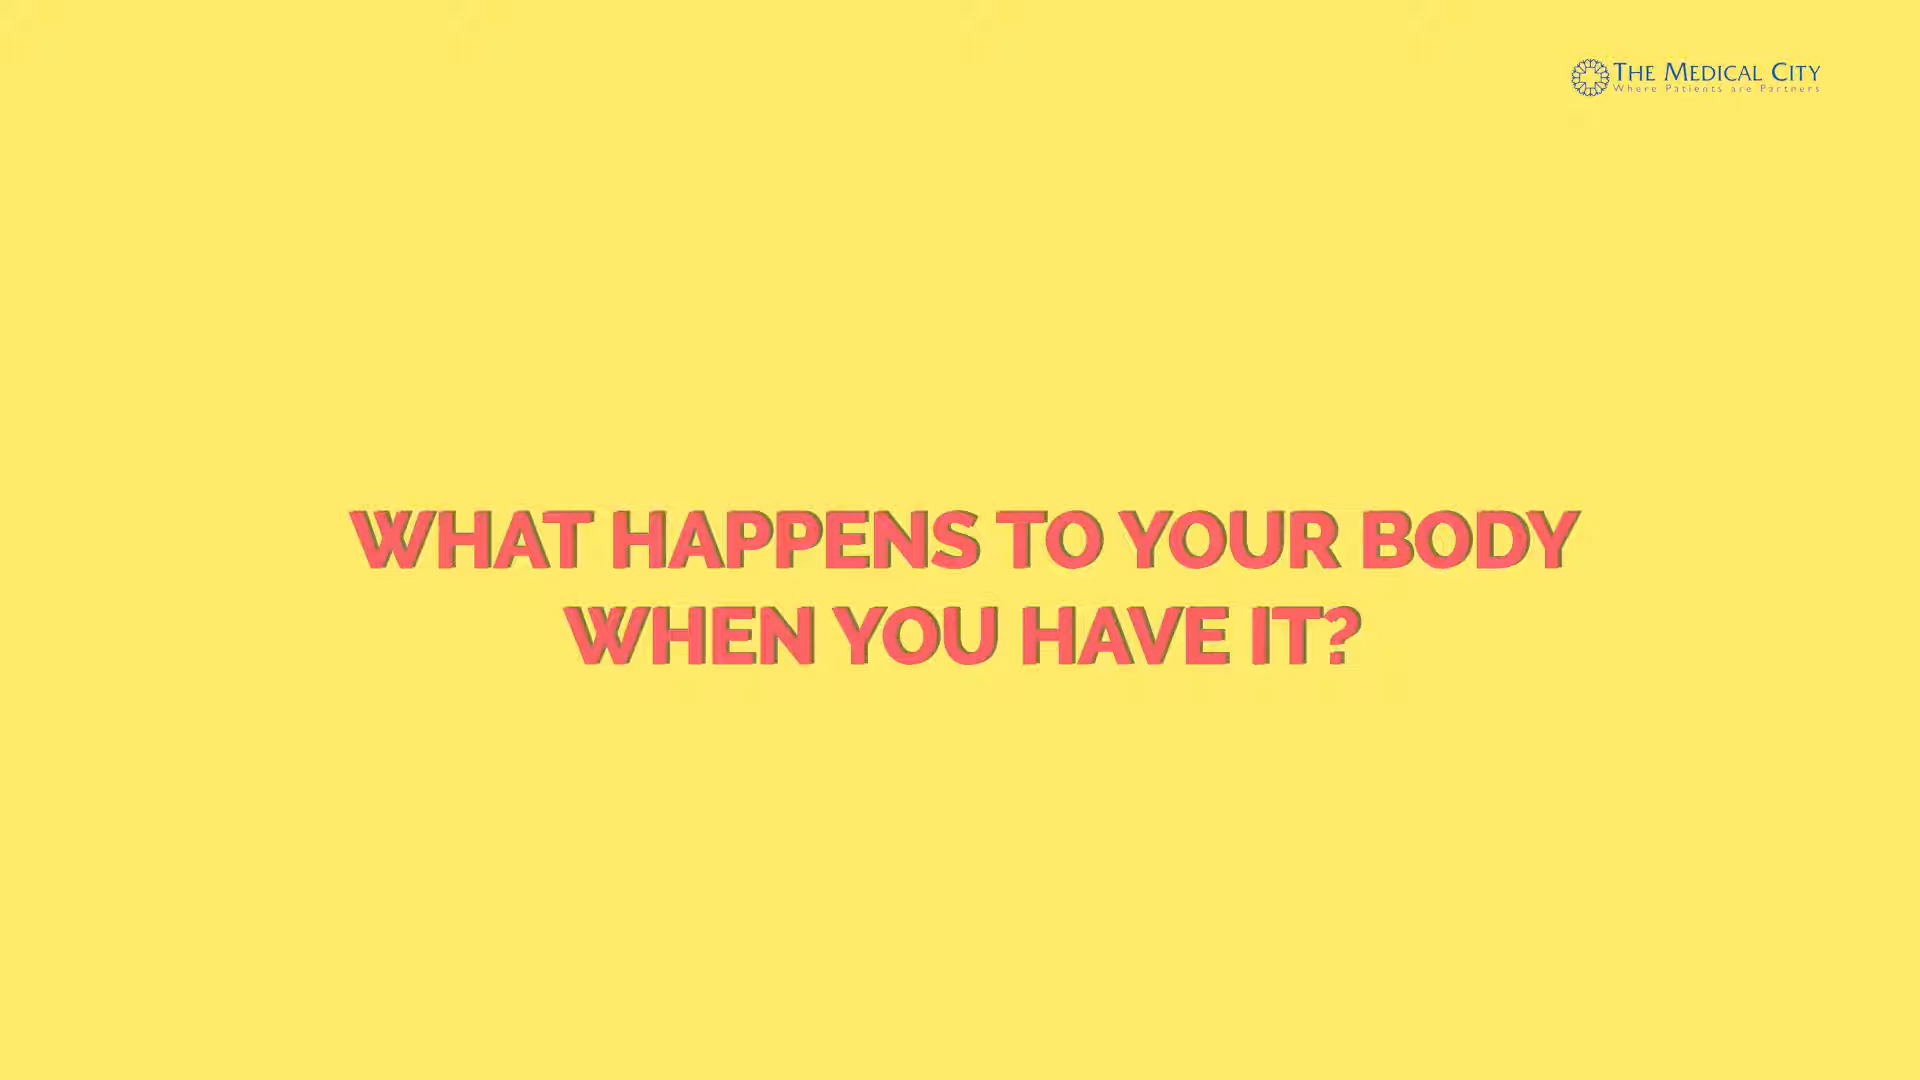 THE MEDICAL CITY
Where Patients are Partners
WHAT HAPPENS TO YOUR BODY
WHEN YOU HAVE IT?